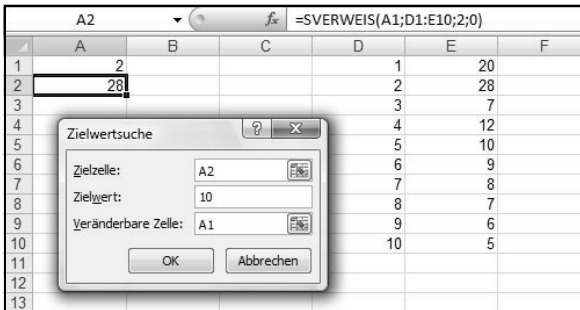 A2 fx =SVERWEIS(A1;D1:E10;2;0)
A B C D E F
1 2 1 20
2 28 2 28
3 3 7
4 4 12
5 5 10
6 6 9
7 7 8
8 8 7
9 9 6
10 10 5
11
12
13
Zielwertsuche
Zielzelle: A2
Zielwert: 10
Veränderbare Zelle: A1
OK Abbrechen